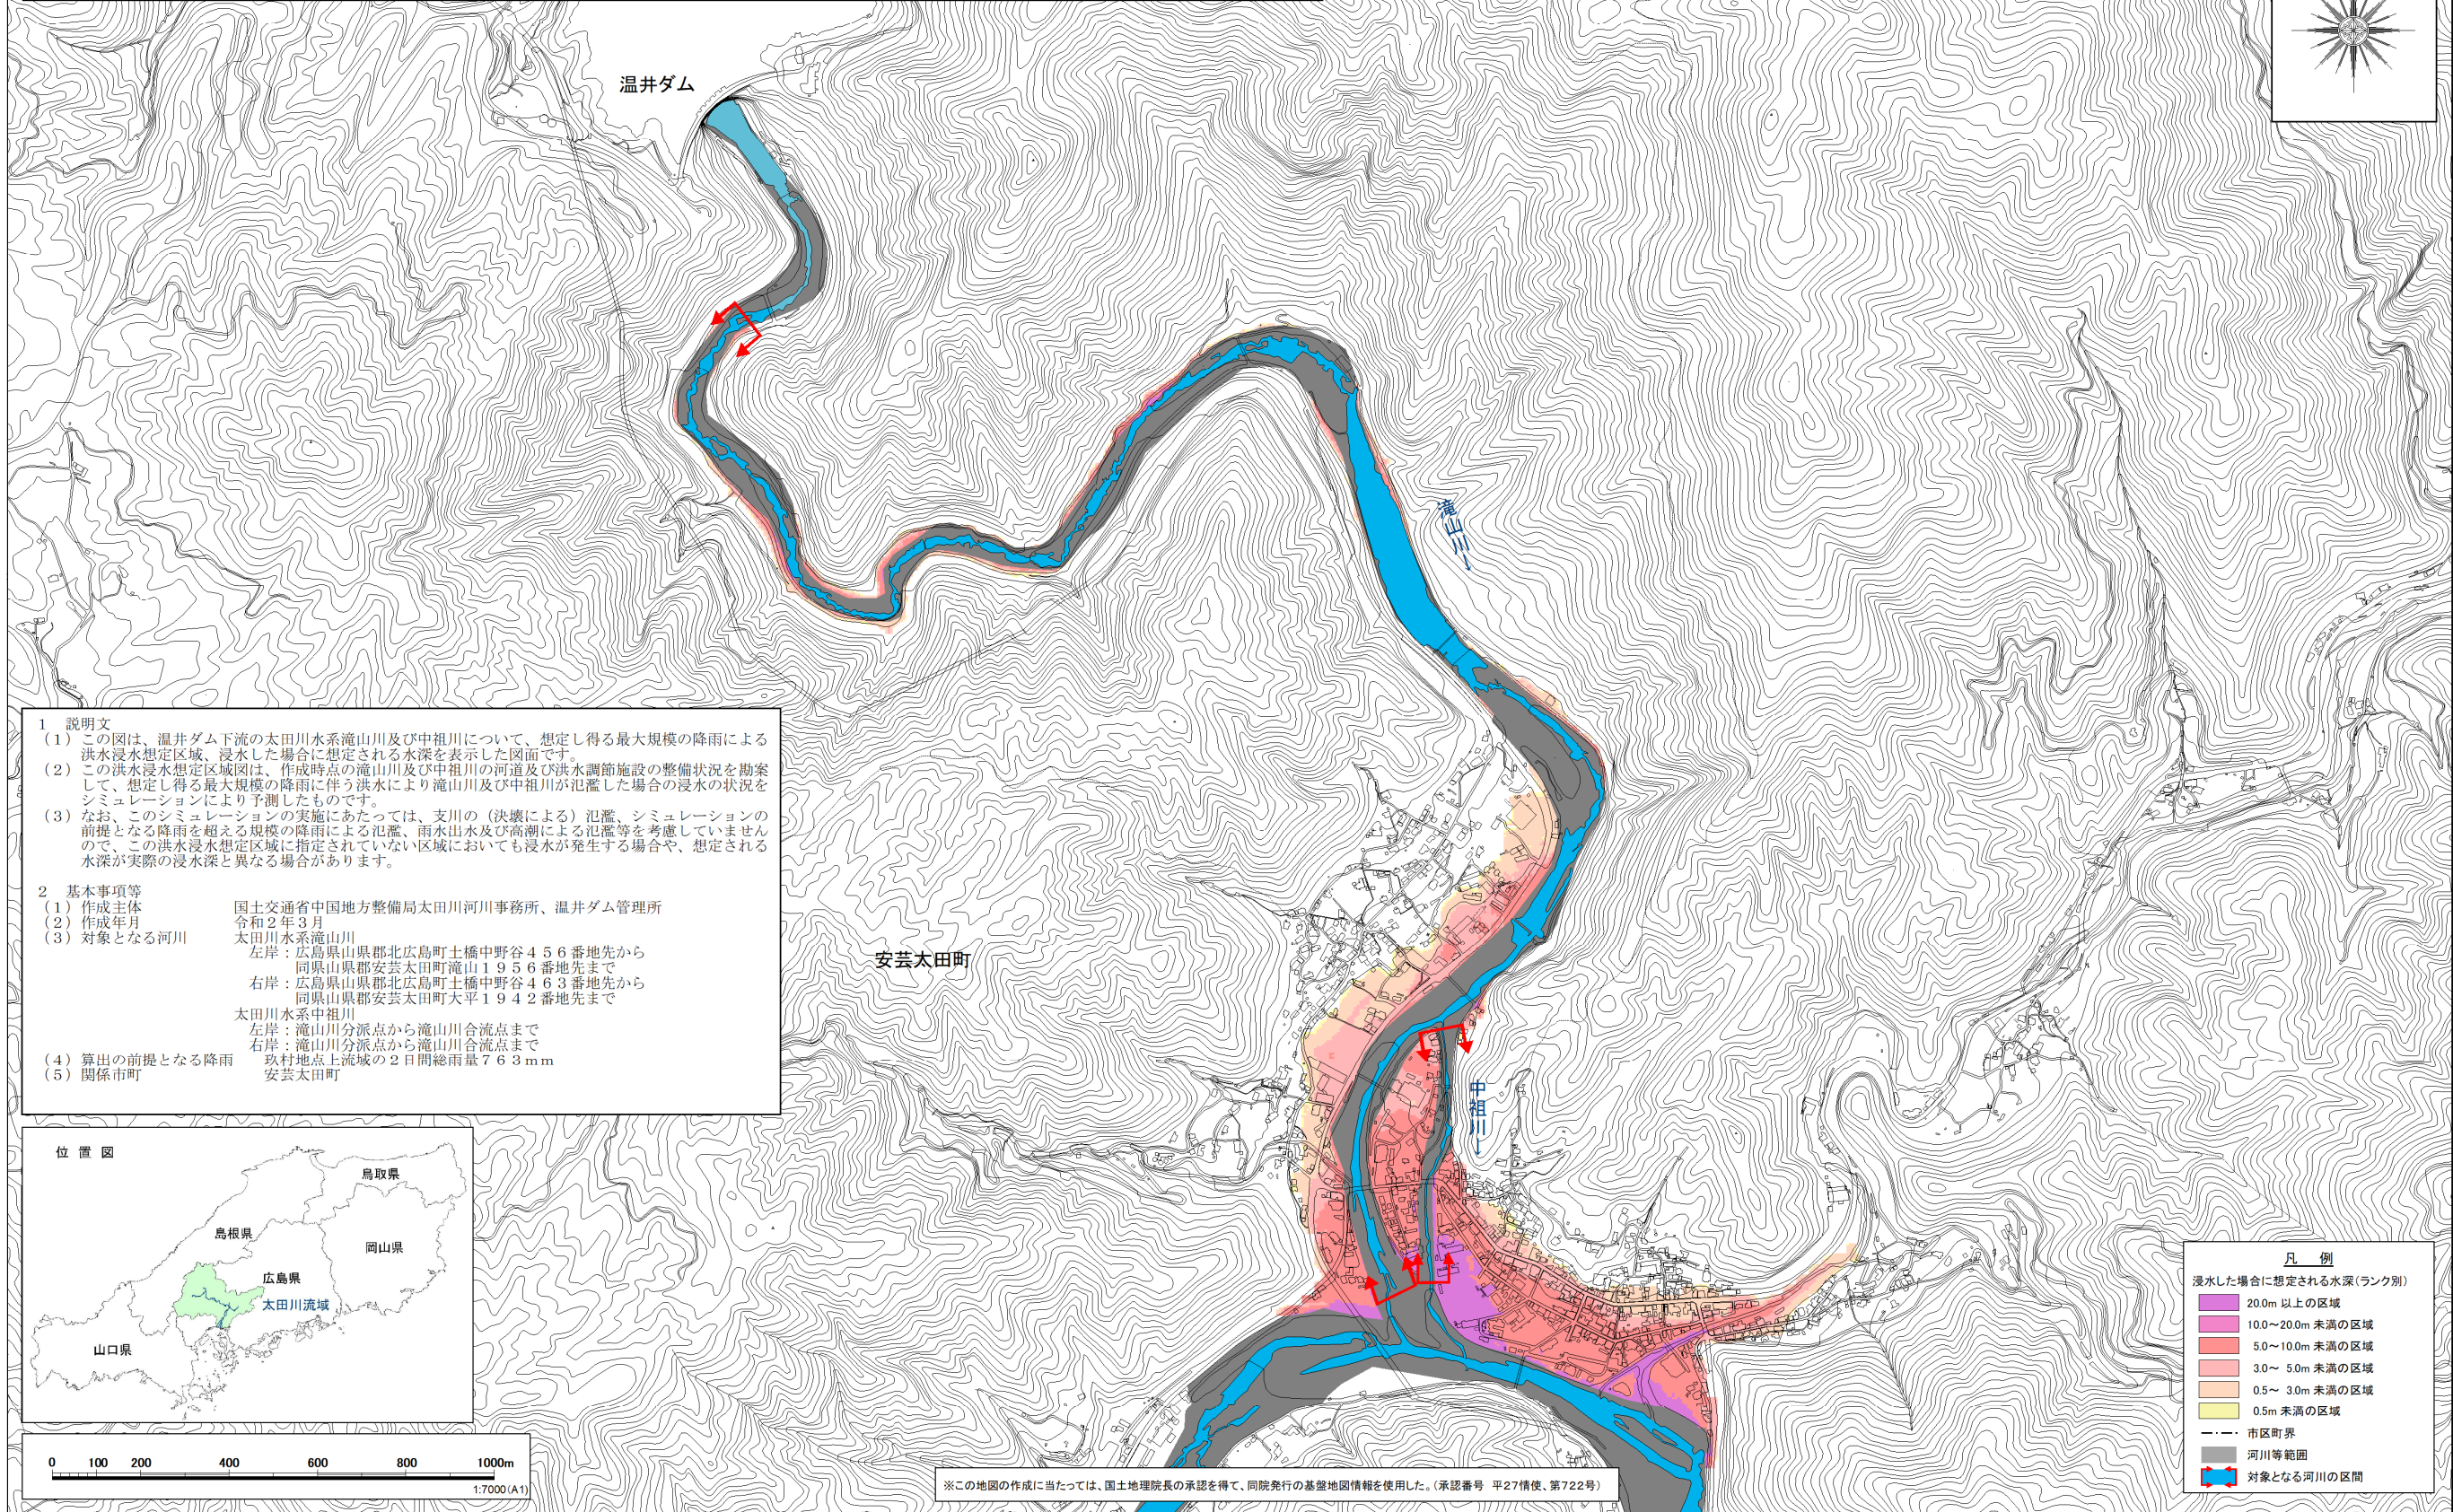 温井ダム
滝山川↓
1　説明文
（1）この図は、温井ダム下流の太田川水系滝山川及び中祖川について、想定し得る最大規模の降雨による
洪水浸水想定区域、浸水した場合に想定される水深を表示した図面です。
（2）この洪水浸水想定区域図は、作成時点の滝山川及び中祖川の河道及び洪水調節施設の整備状況を勘案
して、想定し得る最大規模の降雨に伴う洪水により滝山川及び中祖川が氾濫した場合の浸水の状況を
シミュレーションにより予測したものです。
（3）なお、このシミュレーションの実施にあたっては、支川の（決壊による）氾濫、シミュレーションの
前提となる降雨を超える規模の降雨による氾濫、雨水出水及び高潮による氾濫等を考慮していません
ので、この洪水浸水想定区域に指定されていない区域においても浸水が発生する場合や、想定される
水深が実際の浸水深と異なる場合があります。
2　基本事項等
（1）作成主体　国土交通省中国地方整備局太田川河川事務所、温井ダム管理所
（2）作成年月　令和２年３月
（3）対象となる河川　太田川水系滝山川
左岸：広島県山県郡北広島町土橋中野谷４５６番地先から
同県山県郡安芸太田町滝山１９５６番地先まで
右岸：広島県山県郡北広島町土橋中野谷４６３番地先から
同県山県郡安芸太田町大平１９４２番地先まで
太田川水系中祖川
左岸：滝山川分派点から滝山川合流点まで
右岸：滝山川分派点から滝山川合流点まで
（4）算出の前提となる降雨　玖村地点上流域の２日間総雨量７６３mm
（5）関係市町　安芸太田町
安芸太田町
中祖川↓
位置図
鳥取県
島根県
岡山県
広島県
太田川流域
山口県
0 100 200 400 600 800 1000m
1:7000(A1)
※この地図の作成に当たっては、国土地理院長の承認を得て、同院発行の基盤地図情報を使用した。（承認番号　平27情使、第722号）
凡　例
浸水した場合に想定される水深（ランク別）
20.0m 以上の区域
10.0～20.0m 未満の区域
5.0～10.0m 未満の区域
3.0～ 5.0m 未満の区域
0.5～ 3.0m 未満の区域
0.5m 未満の区域
市区町界
河川等範囲
対象となる河川の区間